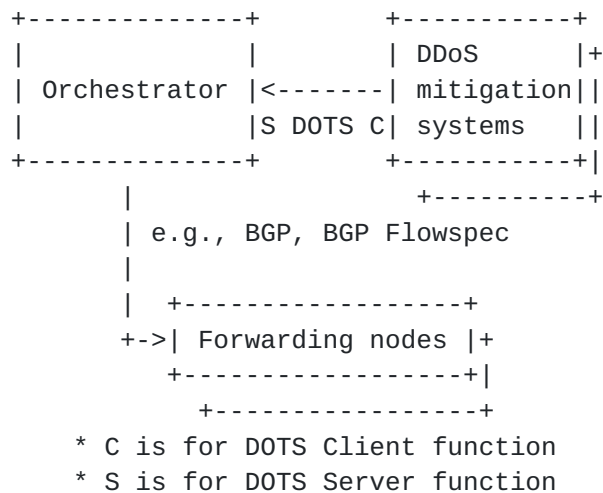 DDoS
Orchestrator <------- mitigation
S DOTS C systems
e.g., BGP, BGP Flowspec
Forwarding nodes
* C is for DOTS Client function
* S is for DOTS Server function